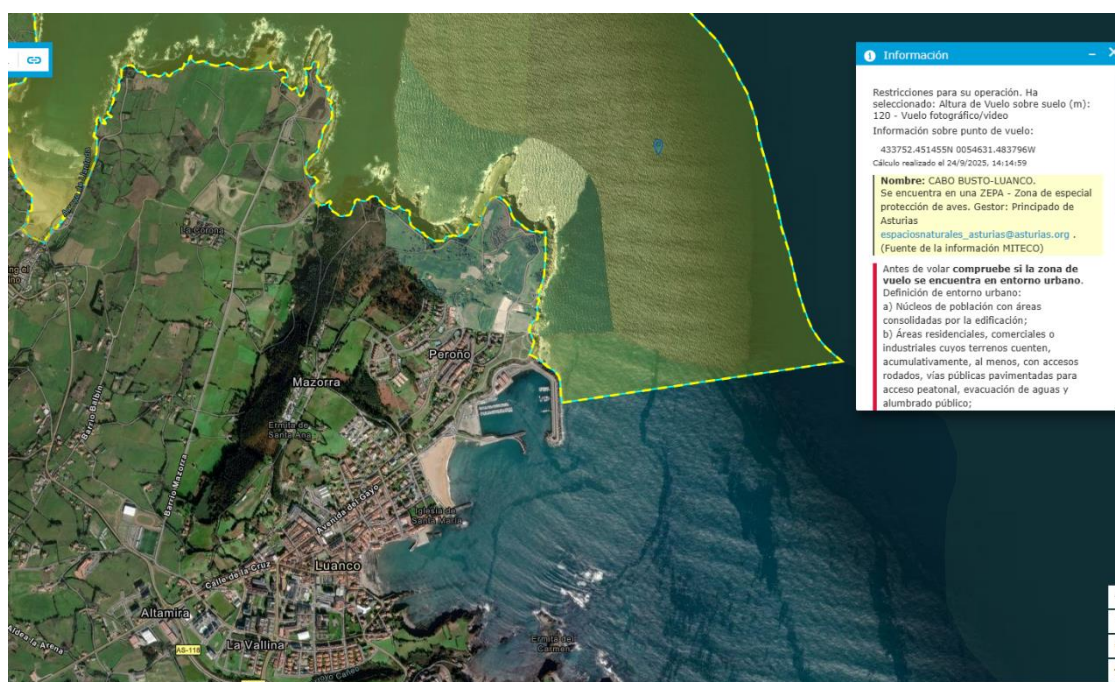 Información
Restricciones para su operación. Ha
seleccionado: Altura de Vuelo sobre suelo (m):
120 - Vuelo fotográfico/video
Información sobre punto de vuelo:
433752.451455N 0054631.483796W
Cálculo realizado el 24/9/2025, 14:14:59
Nombre: CABO BUSTO-LUANCO.
Se encuentra en una ZEPA - Zona de especial
protección de aves. Gestor: Principado de
Asturias
espaciosnaturales_asturias@asturias.org .
(Fuente de la información MITECO)
Antes de volar compruebe si la zona de
vuelo se encuentra en entorno urbano.
Definición de entorno urbano:
a) Núcleos de población con áreas
consolidadas por la edificación;
b) Áreas residenciales, comerciales o
industriales cuyos terrenos cuenten,
acumulativamente, al menos, con accesos
rodados, vías públicas pavimentadas para
acceso peatonal, evacuación de aguas y
alumbrado público;
La Corona
Peroño
Mazorra
Ermita de
Santa Ana
Barrio Balbín
Barrio Mazorra
Avenida del Gayo
Iglesia de
Santa María
Luanco
Calle de la Cruz
Altamira
La Vallina
AS-118
Aldea la Arena
Ermita del
Carmen